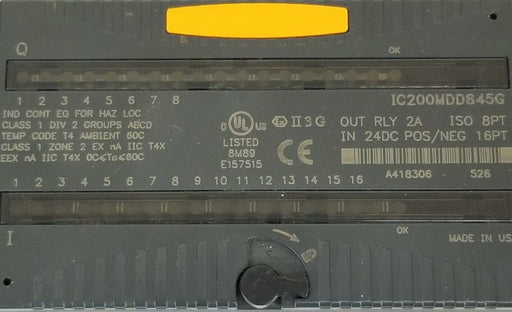 Q
OK
1 2 3 4 5 6 7 8
IC200MDD845G
IND CONT EQ FOR HAZ LOC
CLASS 1 DIV 2 GROUPS ABCD
TEMP CODE T4 AMBIENT 60C
CLASS 1 ZONE 2 EX nA IIC T4X
EEX nA IIC T4X 0C<Ta<60C
C UL US
LISTED
8M89
E157515
Ex II 3 G
CE
OUT RLY 2A ISO 8PT
IN 24DC POS/NEG 16PT
A418306 526
1 2 3 4 5 6 7 8 9 10 11 12 13 14 15 16
I
OK
MADE IN US